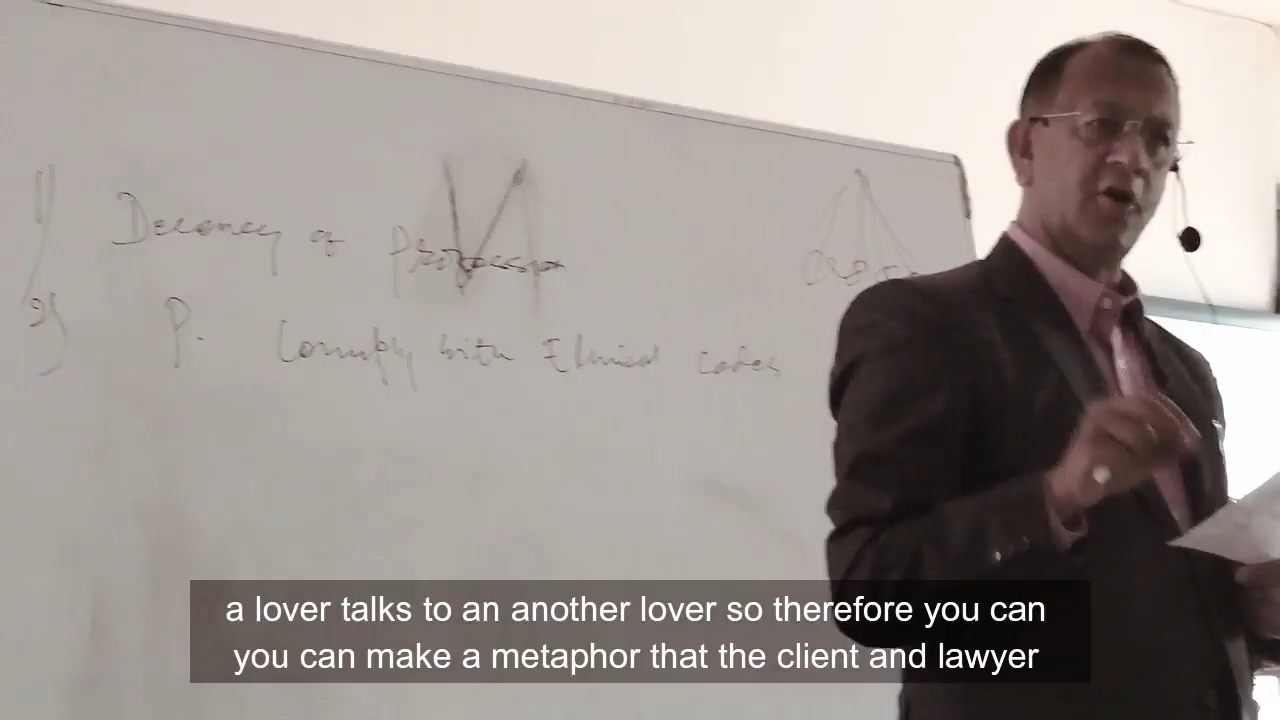 1) Decency of Profession
2) P. Comply with Ethical codes
a lover talks to an another lover so therefore you can
you can make a metaphor that the client and lawyer